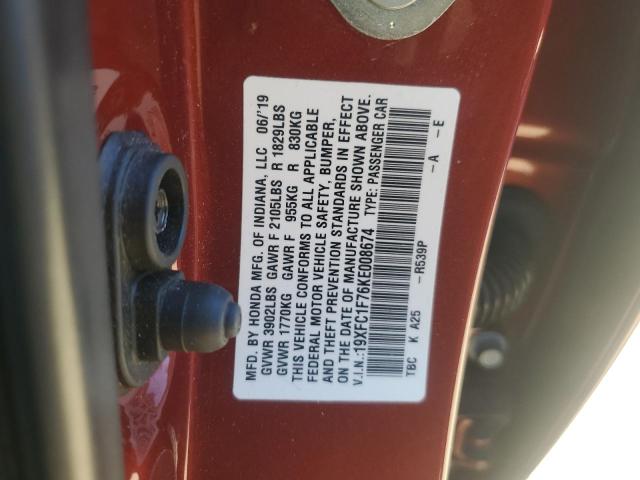 MFD. BY HONDA MFG. OF INDIANA, LLC 06/'19
GVWR 3902LBS GAWR F 2105LBS R 1829LBS
GVWR 1770KG GAWR F 955KG R 830KG
THIS VEHICLE CONFORMS TO ALL APPLICABLE
FEDERAL MOTOR VEHICLE SAFETY, BUMPER,
AND THEFT PREVENTION STANDARDS IN EFFECT
ON THE DATE OF MANUFACTURE SHOWN ABOVE.
V.I.N.: 19XFC1F76KE008674 TYPE: PASSENGER CAR
-R539P -A -E
TBC K A25